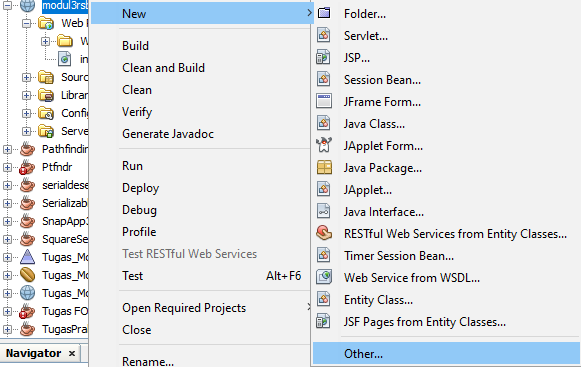 modul3rsb
Web
W
in
Sourc
Librar
Config
Serve
Pathfinding
Ptfndr
serialdese
Serializab
SnapApp3
SquareSe
Tugas_Mo
Tugas_Mo
Tugas_Mo
Tugas FO
TugasPra
Navigator ×
New
Build
Clean and Build
Clean
Verify
Generate Javadoc
Run
Deploy
Debug
Profile
Test RESTful Web Services
Test Alt+F6
Open Required Projects
Close
Rename...
Folder...
Servlet...
JSP...
Session Bean...
JFrame Form...
Java Class...
JApplet Form...
Java Package...
JApplet...
Java Interface...
RESTful Web Services from Entity Classes...
Timer Session Bean...
Web Service from WSDL...
Entity Class...
JSF Pages from Entity Classes...
Other...